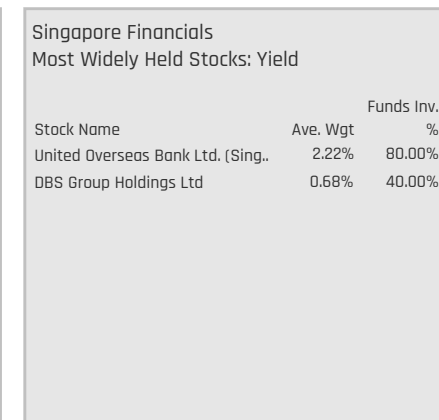 Singapore Financials
Most Widely Held Stocks: Yield
Funds Inv.
Stock Name Ave. Wgt %
United Overseas Bank Ltd. (Sing.. 2.22% 80.00%
DBS Group Holdings Ltd 0.68% 40.00%